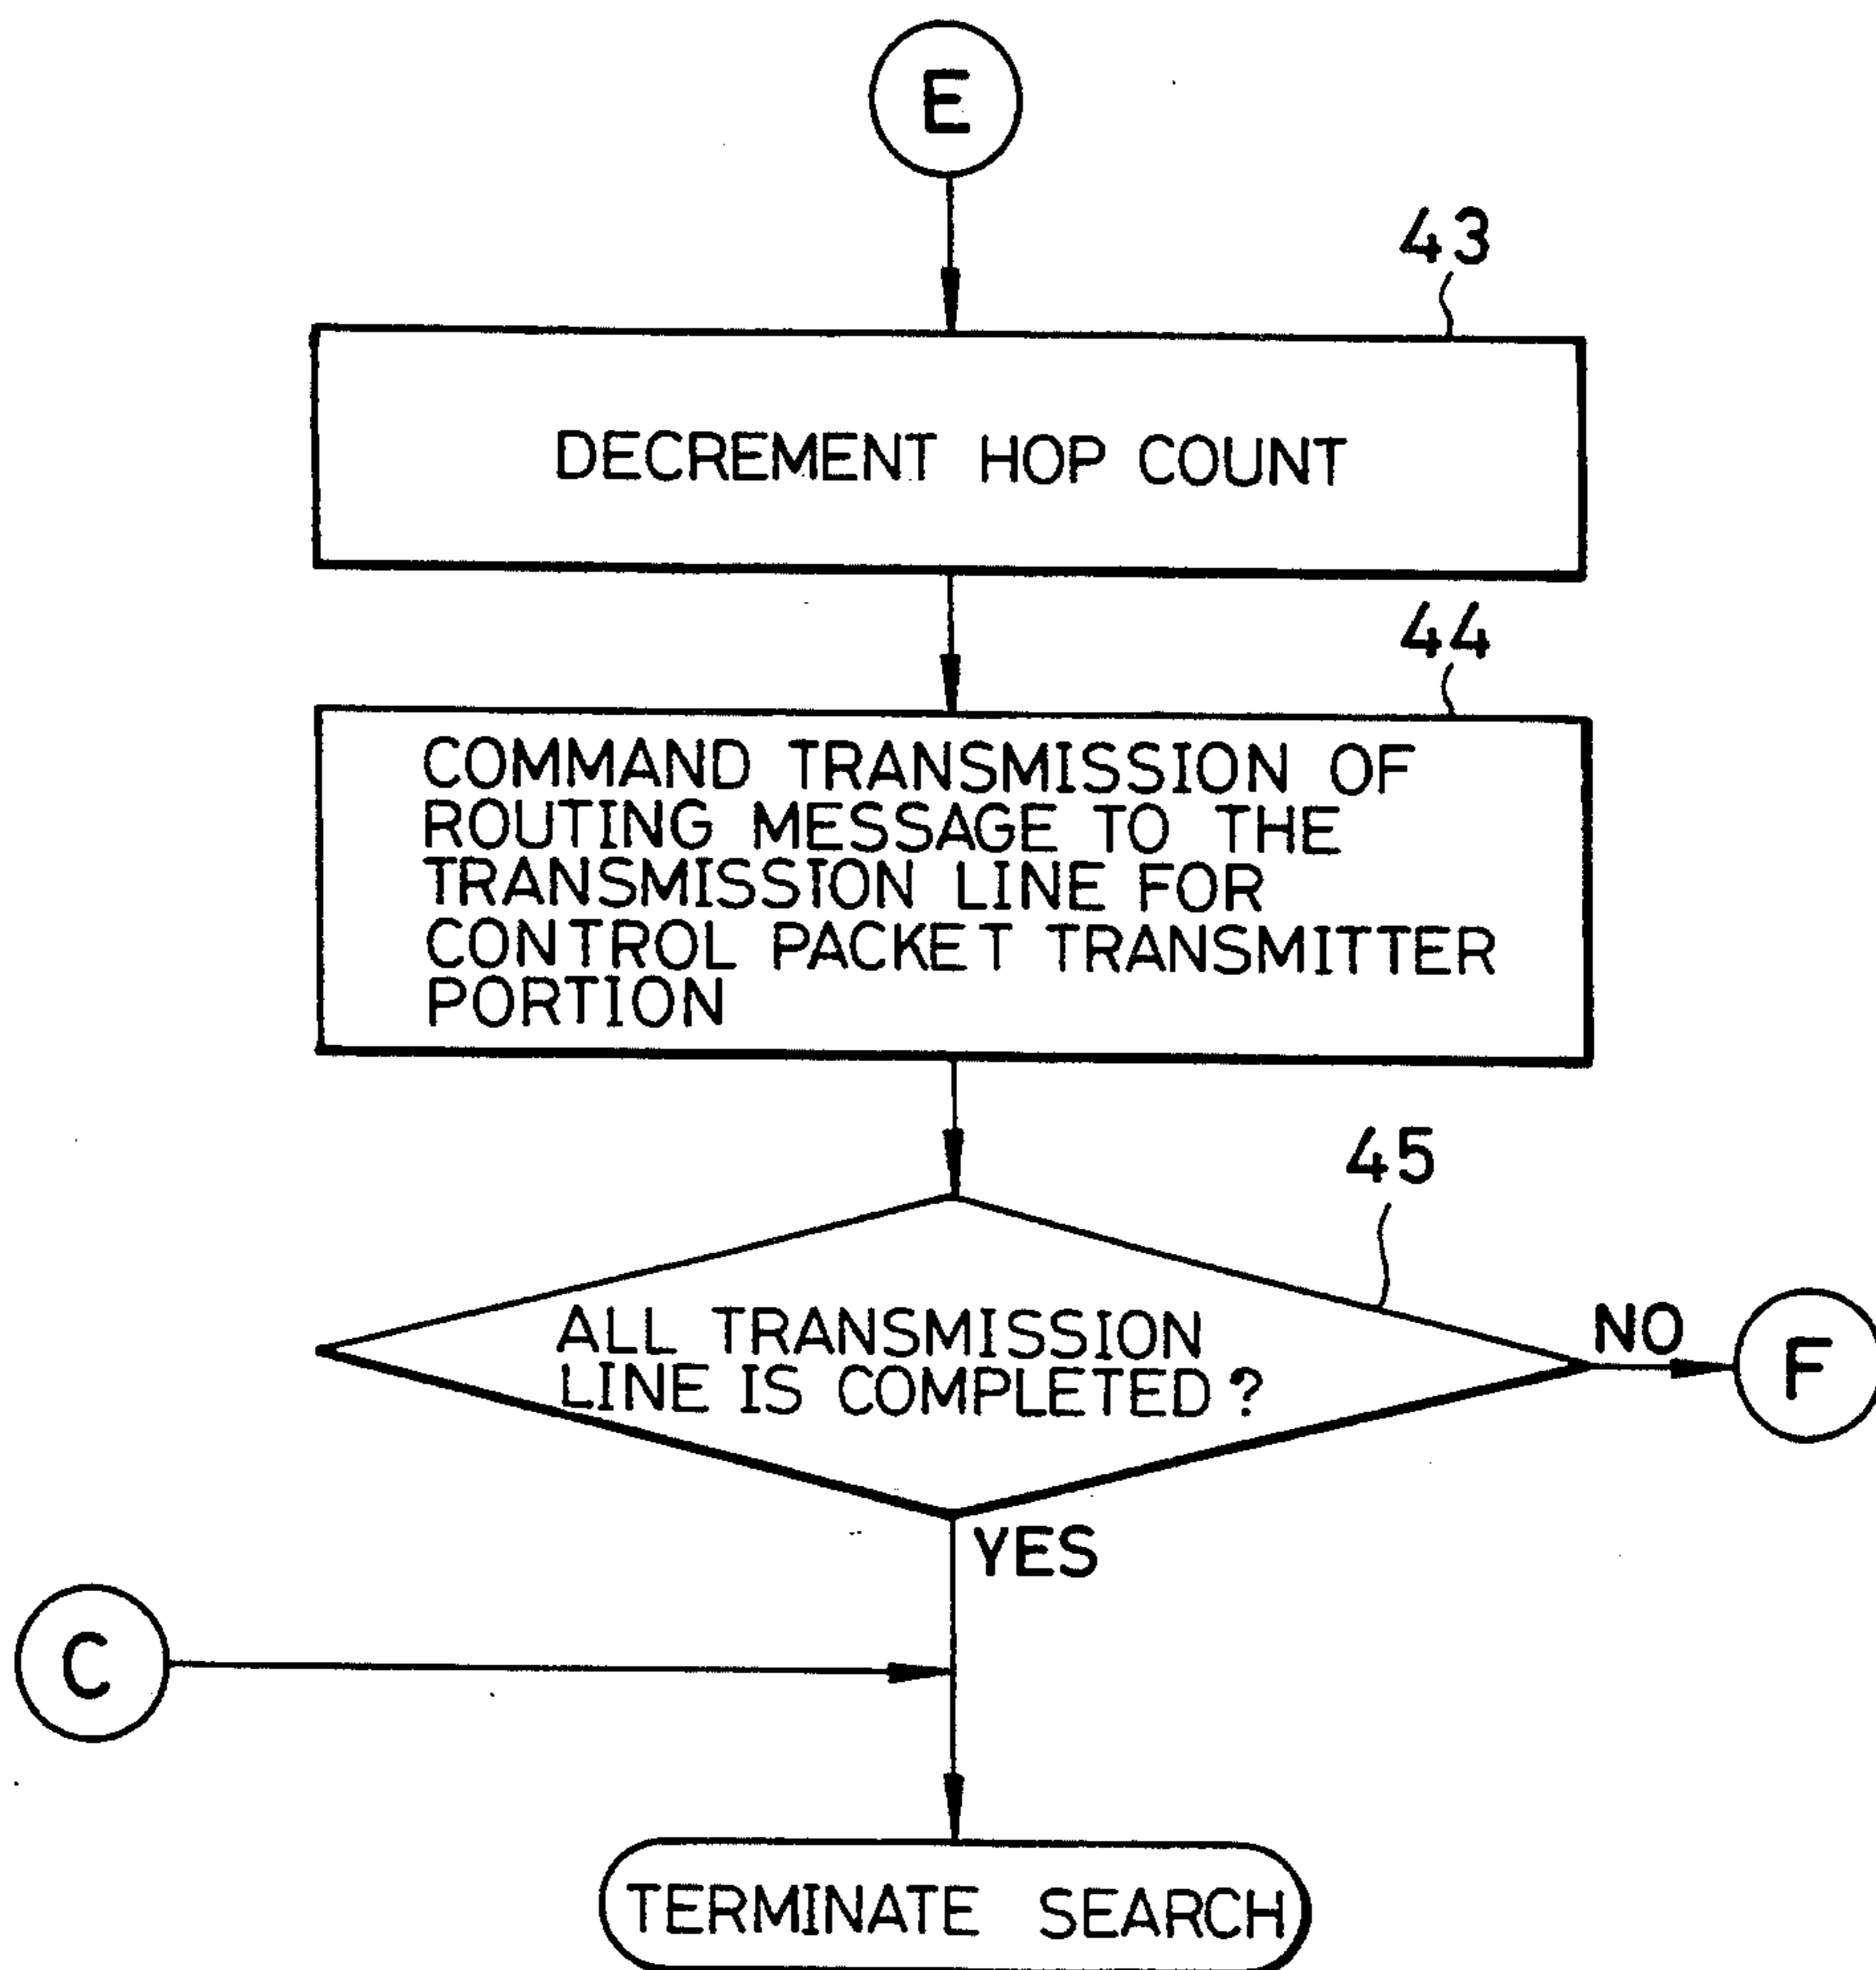 E
43
DECREMENT HOP COUNT
44
COMMAND TRANSMISSION OF
ROUTING MESSAGE TO THE
TRANSMISSION LINE FOR
CONTROL PACKET TRANSMITTER
PORTION
45
ALL TRANSMISSION
LINE IS COMPLETED?
NO
F
YES
C
TERMINATE SEARCH